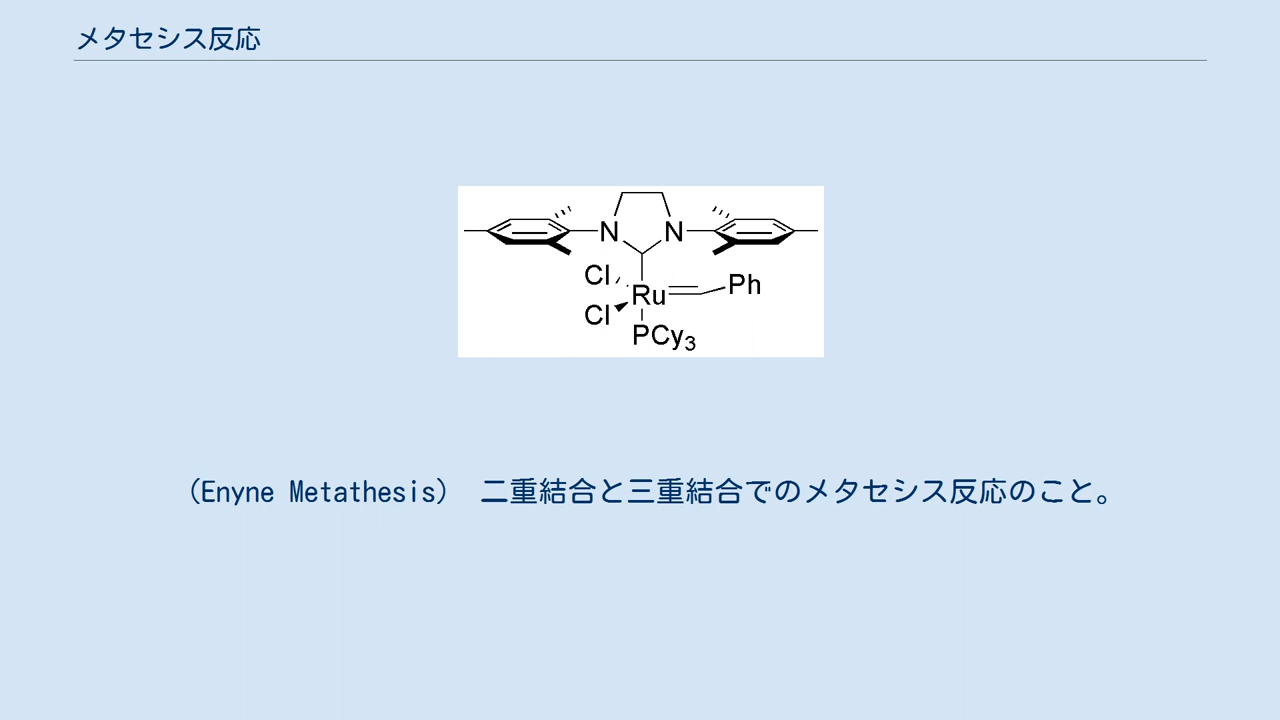 メタセシス反応
N N
Cl
Ru Ph
Cl
PCy3
(Enyne Metathesis) 二重結合と三重結合でのメタセシス反応のこと。